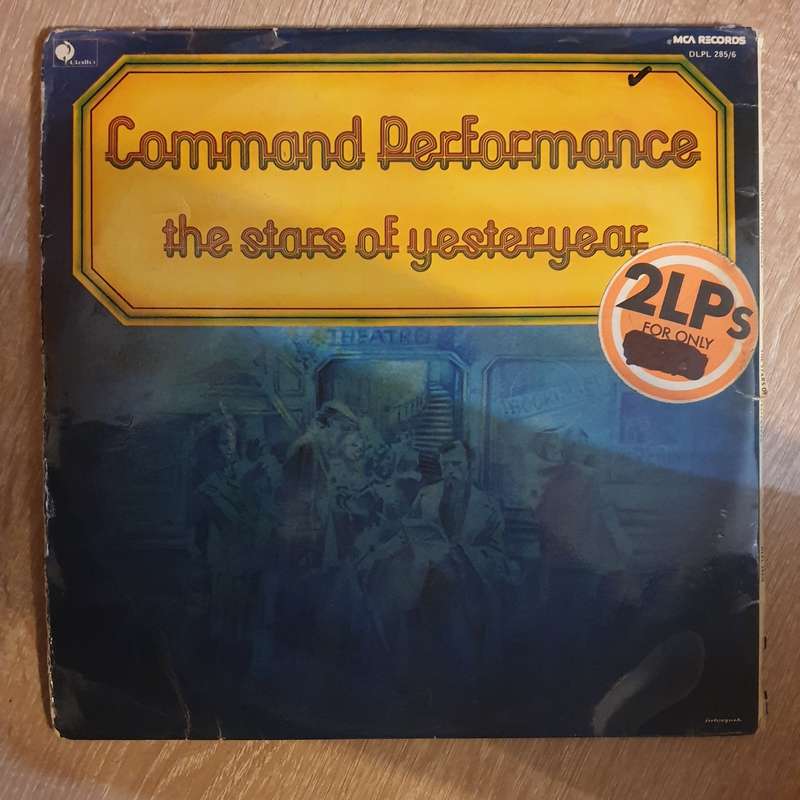 MCA RECORDS
DLPL 285/6
Command Performance
the stars of yesteryear
2LPs
FOR ONLY
THEATRE